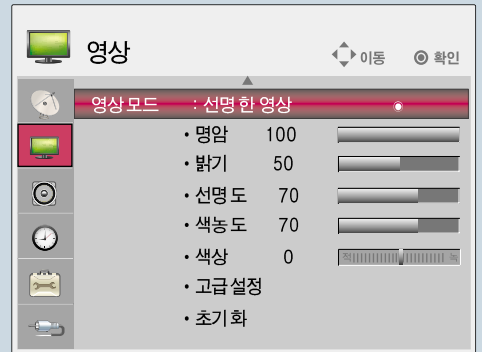 영상 이동 확인
영상 모드 : 선명한 영상
• 명암 100
• 밝기 50
• 선명도 70
• 색농도 70
• 색상 0 적 녹
• 고급 설정
• 초기화